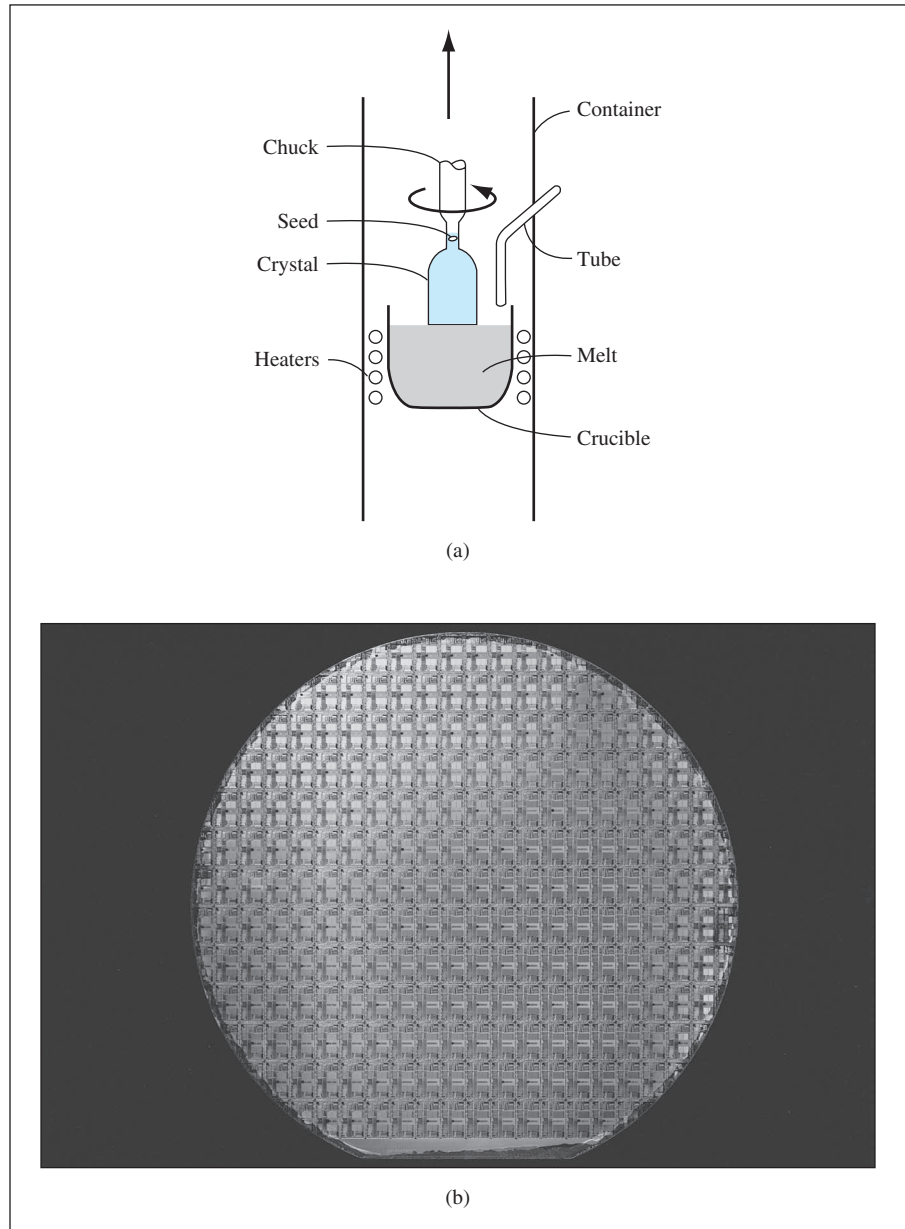 Container
Chuck
Seed
Tube
Crystal
Heaters
Melt
Crucible
(a)
(b)